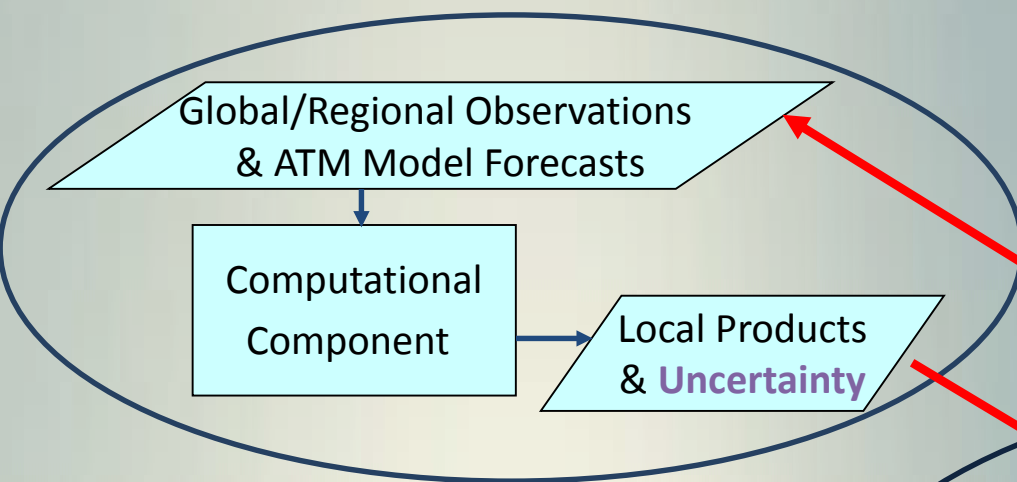 Global/Regional Observations
& ATM Model Forecasts
Computational
Component
Local Products
& Uncertainty